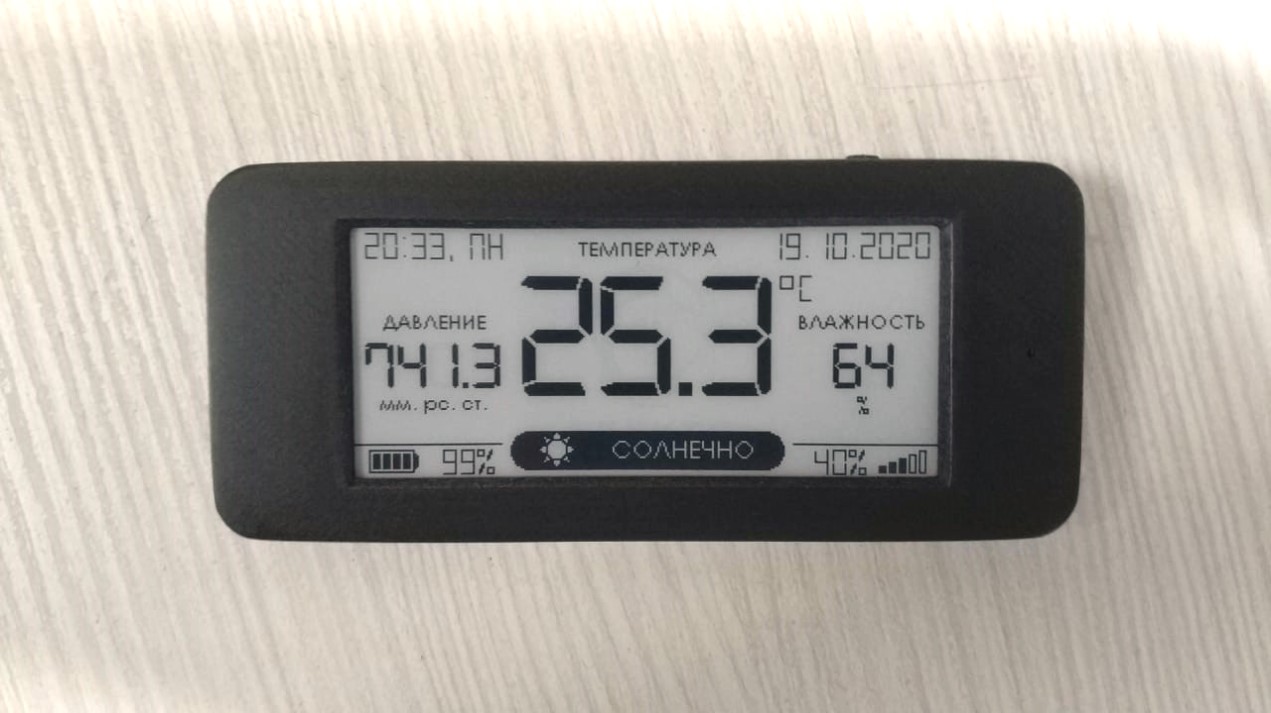 20:33, ПН ТЕМПЕРАТУРА 19.10.2020
25.3 °C
ДАВЛЕНИЕ
741.3
мм. рс. ст.
ВЛАЖНОСТЬ
64
%
99% СОЛНЕЧНО 40%